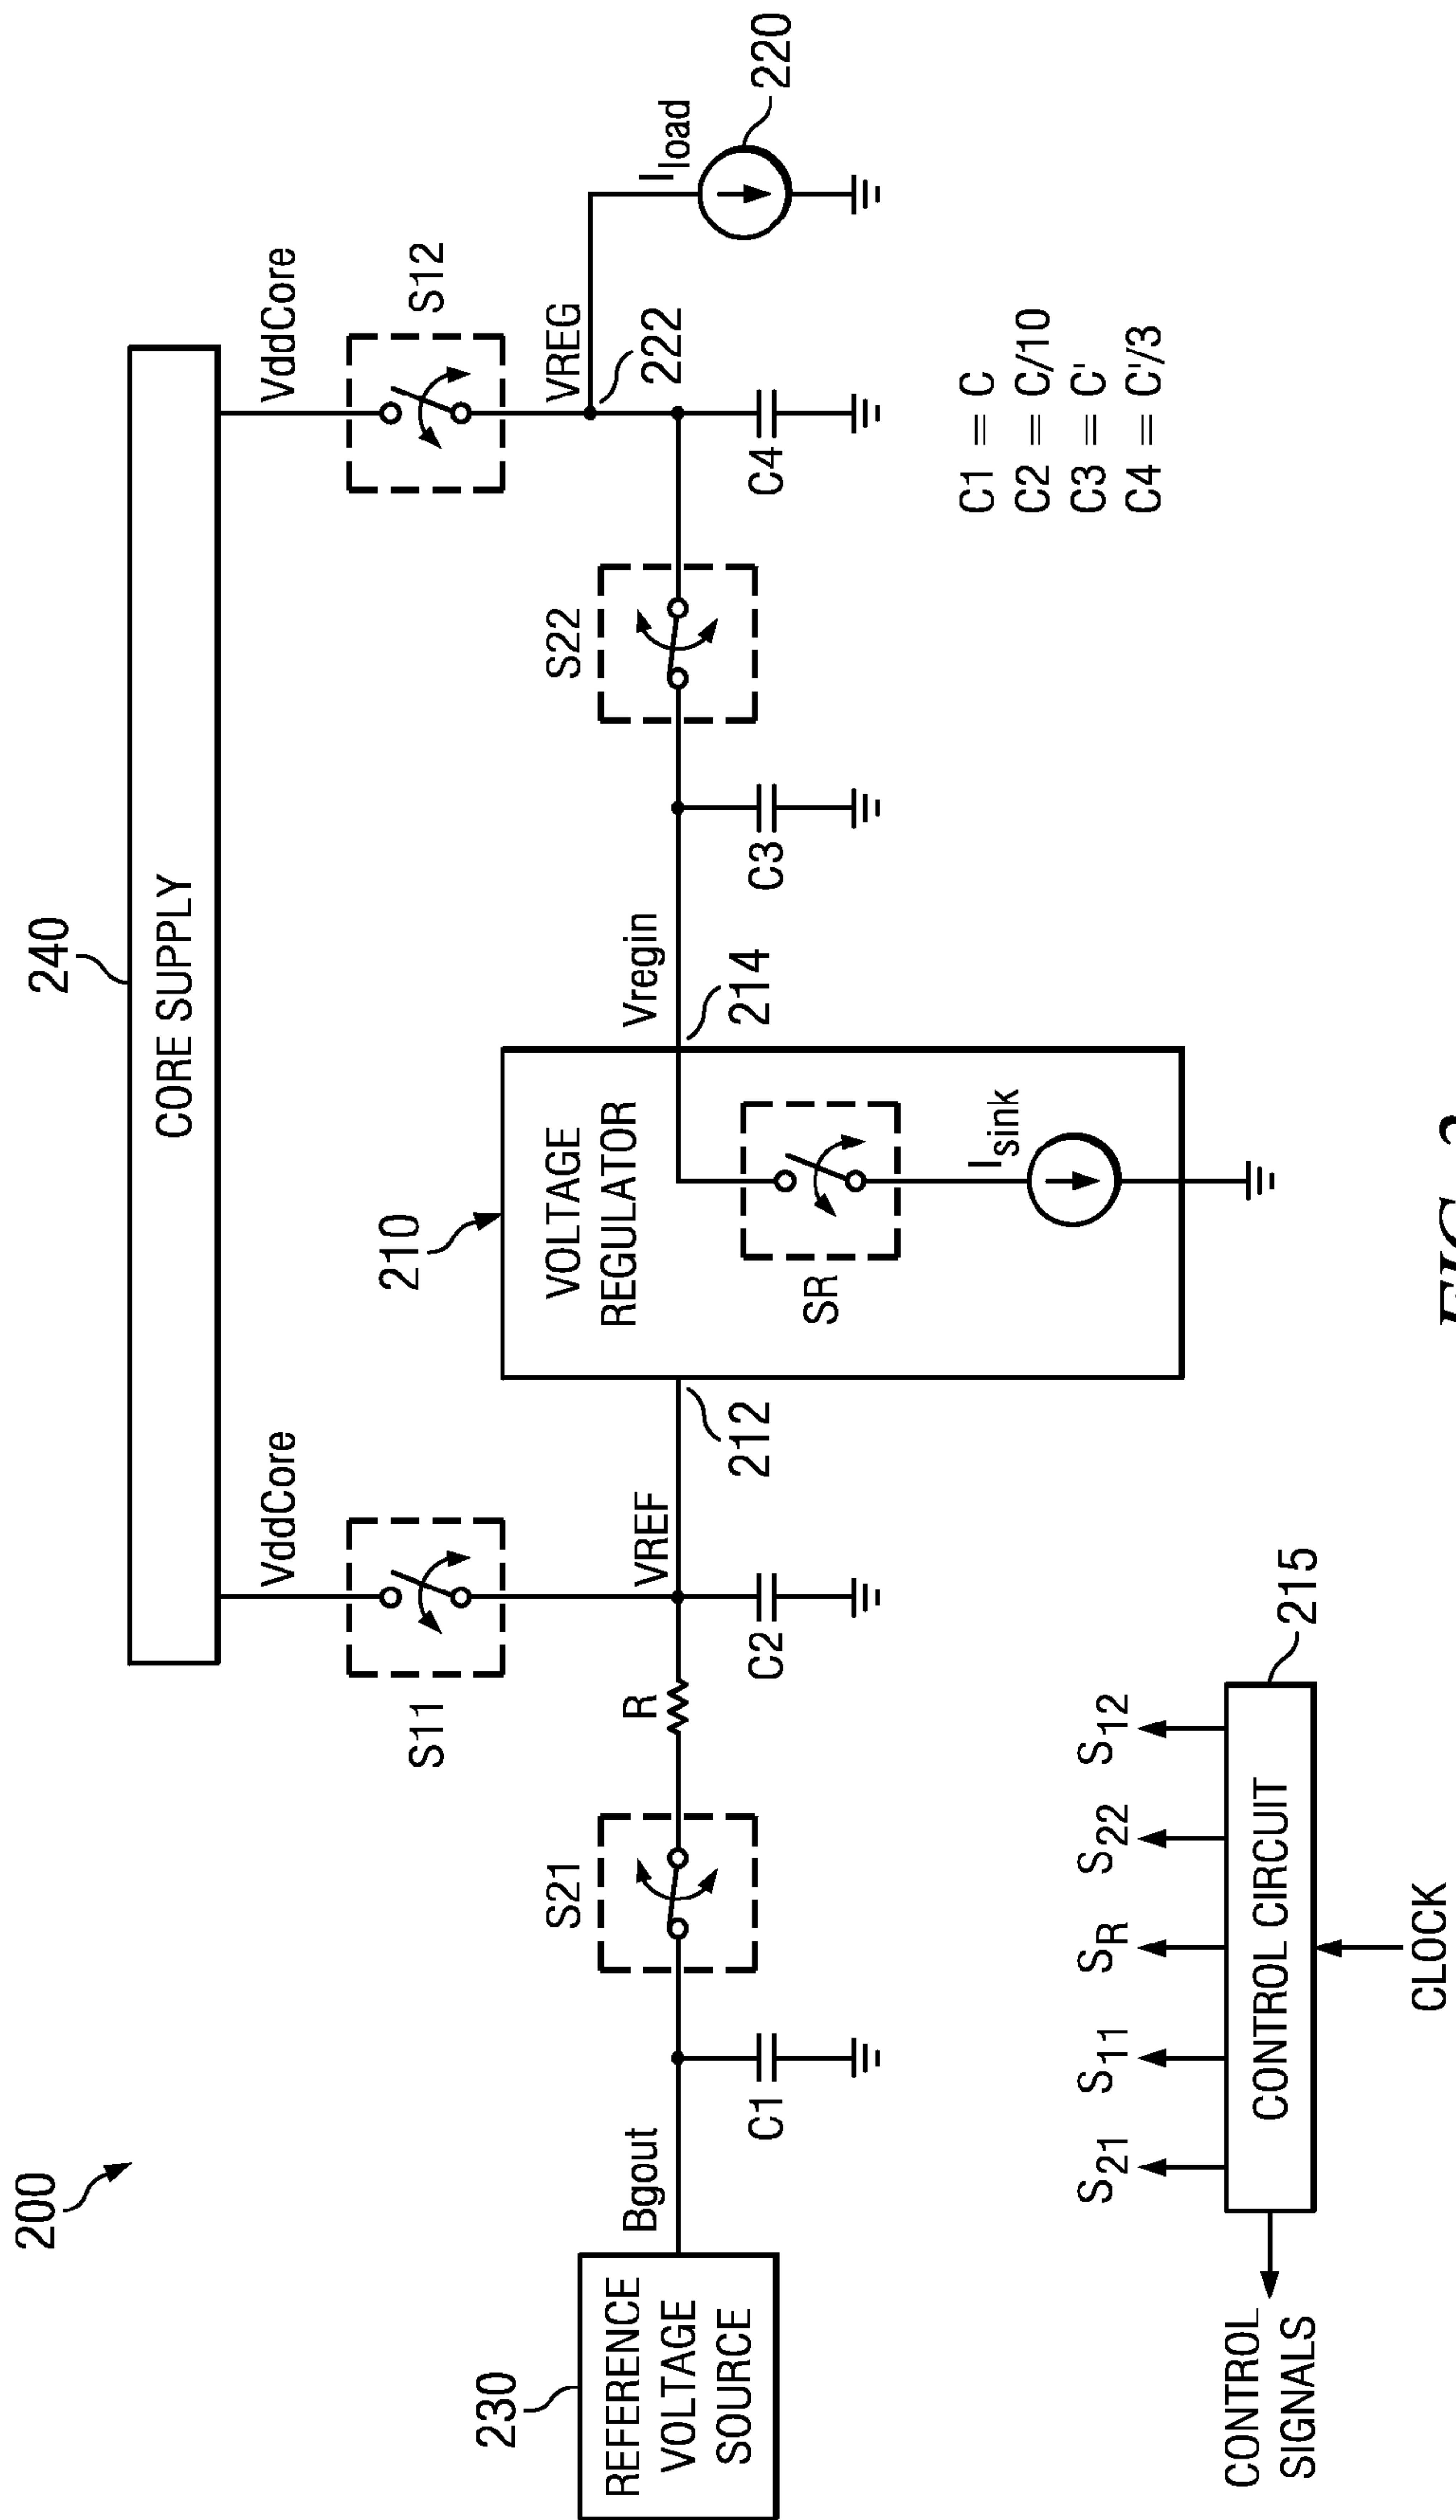 200
240
CORE SUPPLY
VddCore
VddCore
S11
S12
210
VOLTAGE
REGULATOR
SR
Isink
230
REFERENCE
VOLTAGE
SOURCE
Bgout
C1
S21
R
VREF
C2
212
Vregin
214
C3
S22
VREG
222
C4
Iload
220
C1 = C
C2 = C/10
C3 = C'
C4 = C'/3
S21
S11
SR
S22
S12
CONTROL CIRCUIT
215
CONTROL
SIGNALS
CLOCK